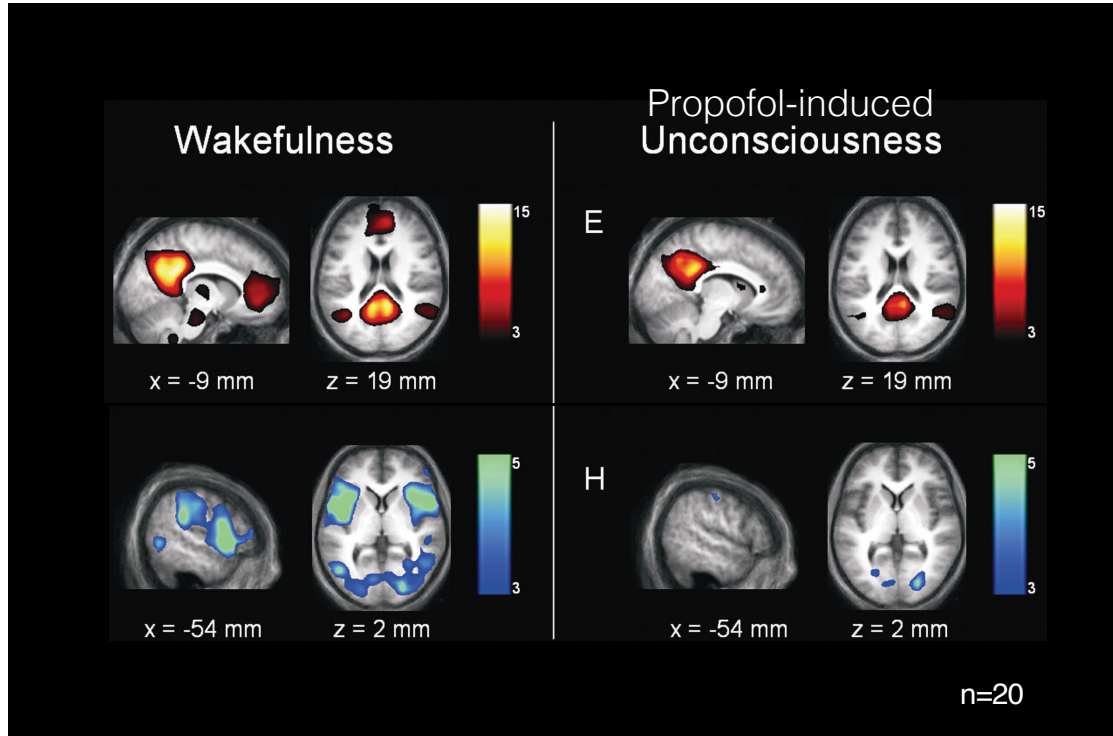 Wakefulness
Propofol-induced
Unconsciousness
15
3
x = -9 mm
z = 19 mm
E
15
3
x = -9 mm
z = 19 mm
5
3
x = -54 mm
z = 2 mm
H
5
3
x = -54 mm
z = 2 mm
n=20